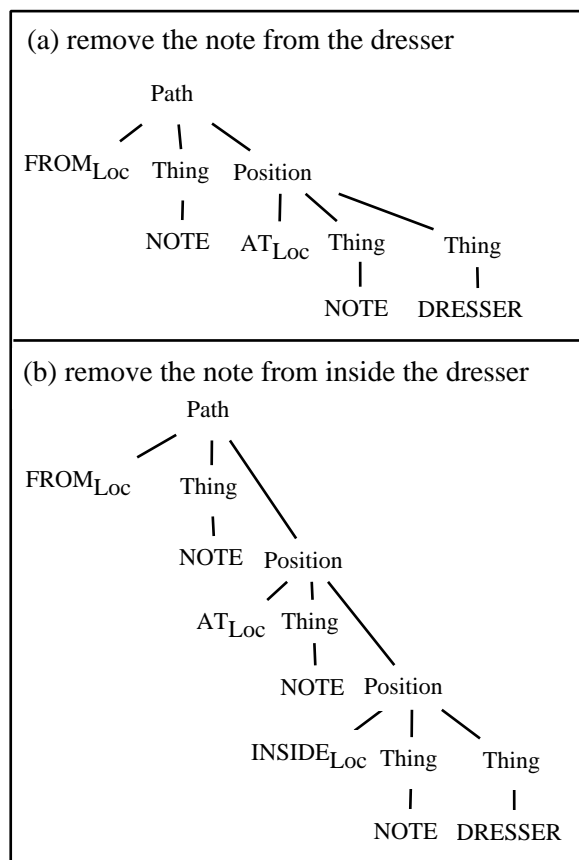 (a) remove the note from the dresser
Path
FROMLoc Thing Position
NOTE ATLoc Thing Thing
NOTE DRESSER
(b) remove the note from inside the dresser
Path
FROMLoc Thing
NOTE Position
ATLoc Thing
NOTE Position
INSIDELoc Thing Thing
NOTE DRESSER